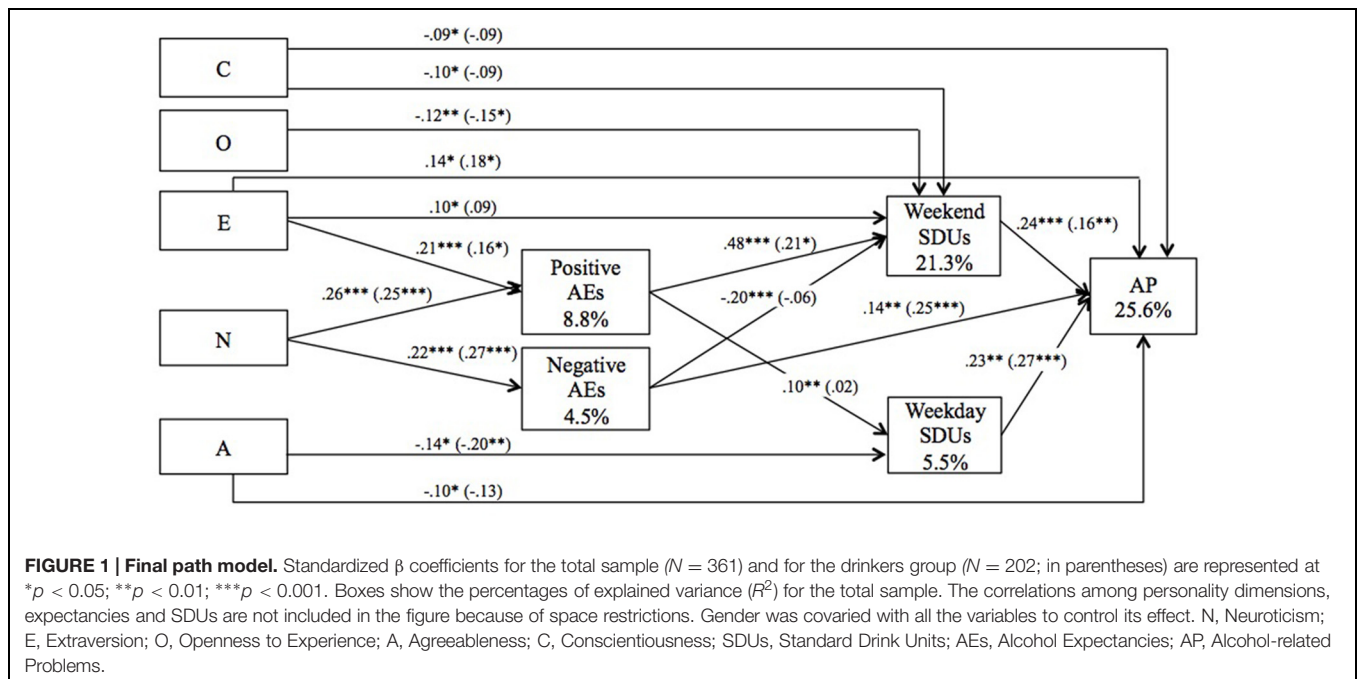 -.09* (-.09)
C
-.10* (-.09)
-.12** (-.15*)
O
.14* (.18*)
E
.10* (.09)
.21*** (.16*)
.26*** (.25***)
N
.22*** (.27***)
A
-.14* (-.20**)
-.10* (-.13)
Positive
AEs
8.8%
Negative
AEs
4.5%
.48*** (.21*)
-.20*** (-.06)
.14** (.25***)
.10** (.02)
Weekend
SDUs
21.3%
Weekday
SDUs
5.5%
.24*** (.16**)
.23** (.27***)
AP
25.6%
FIGURE 1 | Final path model. Standardized β coefficients for the total sample (N = 361) and for the drinkers group (N = 202; in parentheses) are represented at
*p < 0.05; **p < 0.01; ***p < 0.001. Boxes show the percentages of explained variance (R²) for the total sample. The correlations among personality dimensions,
expectancies and SDUs are not included in the figure because of space restrictions. Gender was covaried with all the variables to control its effect. N, Neuroticism;
E, Extraversion; O, Openness to Experience; A, Agreeableness; C, Conscientiousness; SDUs, Standard Drink Units; AEs, Alcohol Expectancies; AP, Alcohol-related
Problems.